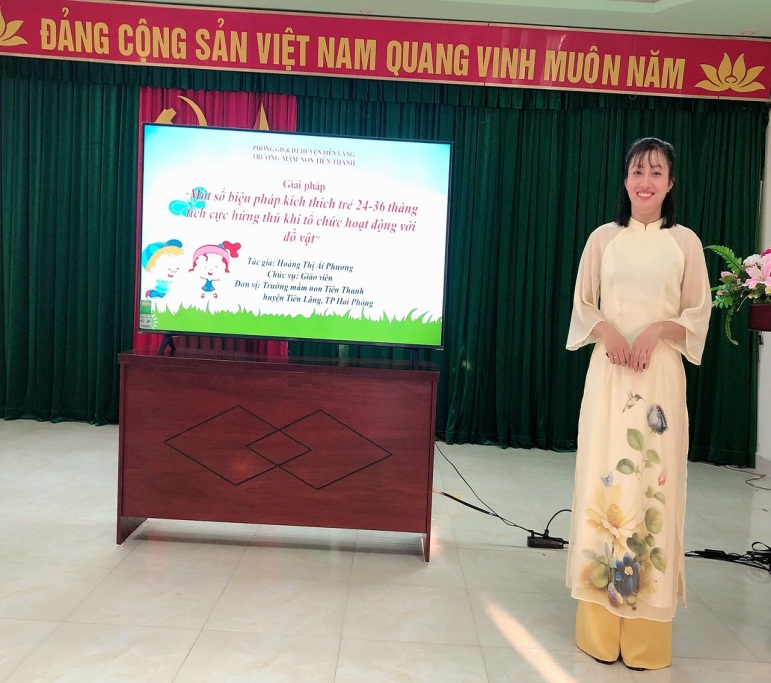 ĐẢNG CỘNG SẢN VIỆT NAM QUANG VINH MUÔN NĂM
PHÒNG GD & ĐT HUYỆN TIÊN LÃNG
TRƯỜNG MẦM NON TIÊN THANH
Giải pháp
"Một số biện pháp kích thích trẻ 24-36 tháng
tích cực hứng thú khi tổ chức hoạt động với
đồ vật"
Tác giả: Hoàng Thị Ái Phương
Chức vụ: Giáo viên
Đơn vị: Trường mầm non Tiên Thanh
huyện Tiên Lãng, TP Hải Phòng